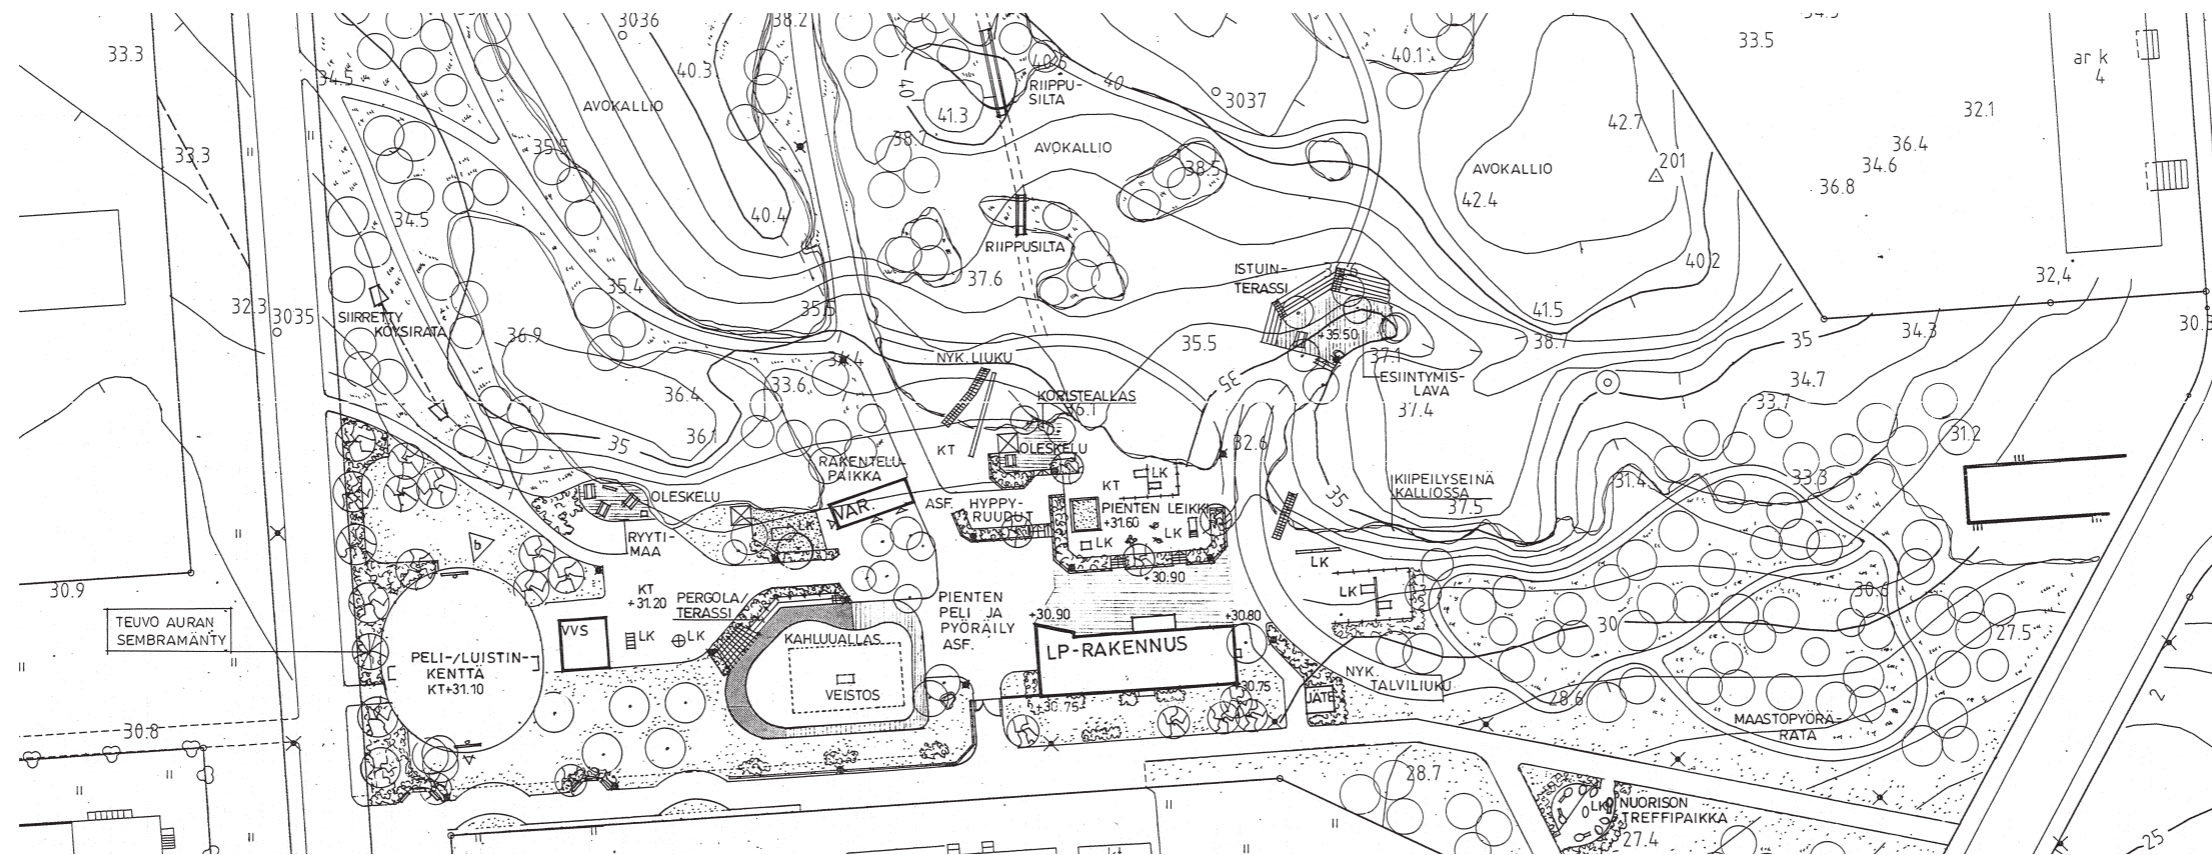 3036
38.2
34.5
33.5
ar k
4
33.3
34.5
40.3
AVOKALLIO
40
41.3
40.6
RIIPPU-
SILTA
40
3037
40.1
42.7
32.1
36.4
34.6
36.8
33.3
35.5
38.7
AVOKALLIO
38.5
AVOKALLIO
201
42.4
34.5
40.4
RIIPPUSILTA
37.6
ISTUIN-
TERASSI
40.2
32,4
35.4
32.3
3035
SIIRRETTY
KÖYSIRATA
36.9
35.5
41.5
38.7
+35.50
37.1
35.5
35
34.3
30.
NYK. LIUKU
33.6
36.4
KORISTEALLAS
36.1
35
ESIINTYMIS-
LAVA
37.4
34.7
33.7
31.2
35
36.1
KT
OLESKELU
32.6
RAKENTELU-
PAIKKA
LK
KT
35
KIIPEILYSEINÄ
KALLIOSSA
37.5
31.4
33.3
OLESKELU
VAR.
ASF.
HYPPY-
RUUDUT
PIENTEN LEIKKI
+31.60
LK
LK
LK
RYYTI-
MAA
b
LK
LK
30.9
KT
+31.20
PERGOLA/
TERASSI
+30.90
PIENTEN
PELI JA
PYÖRÄILY
ASF.
+30.90
+30.80
30
27.5
TEUVO AURAN
SEMBRAMÄNTY
VVS
LK
LK
KAHLUUALLAS
LP-RAKENNUS
PELI-/LUISTIN-
KENTTÄ
KT+31.10
VEISTOS
+30.75
+30.75
JÄTE
NYK.
TALVILIUKU
28.6
MAASTOPYÖRÄ-
RATA
2
30.8
28.7
LK
NUORISON
TREFFIPAIKKA
27.4
25